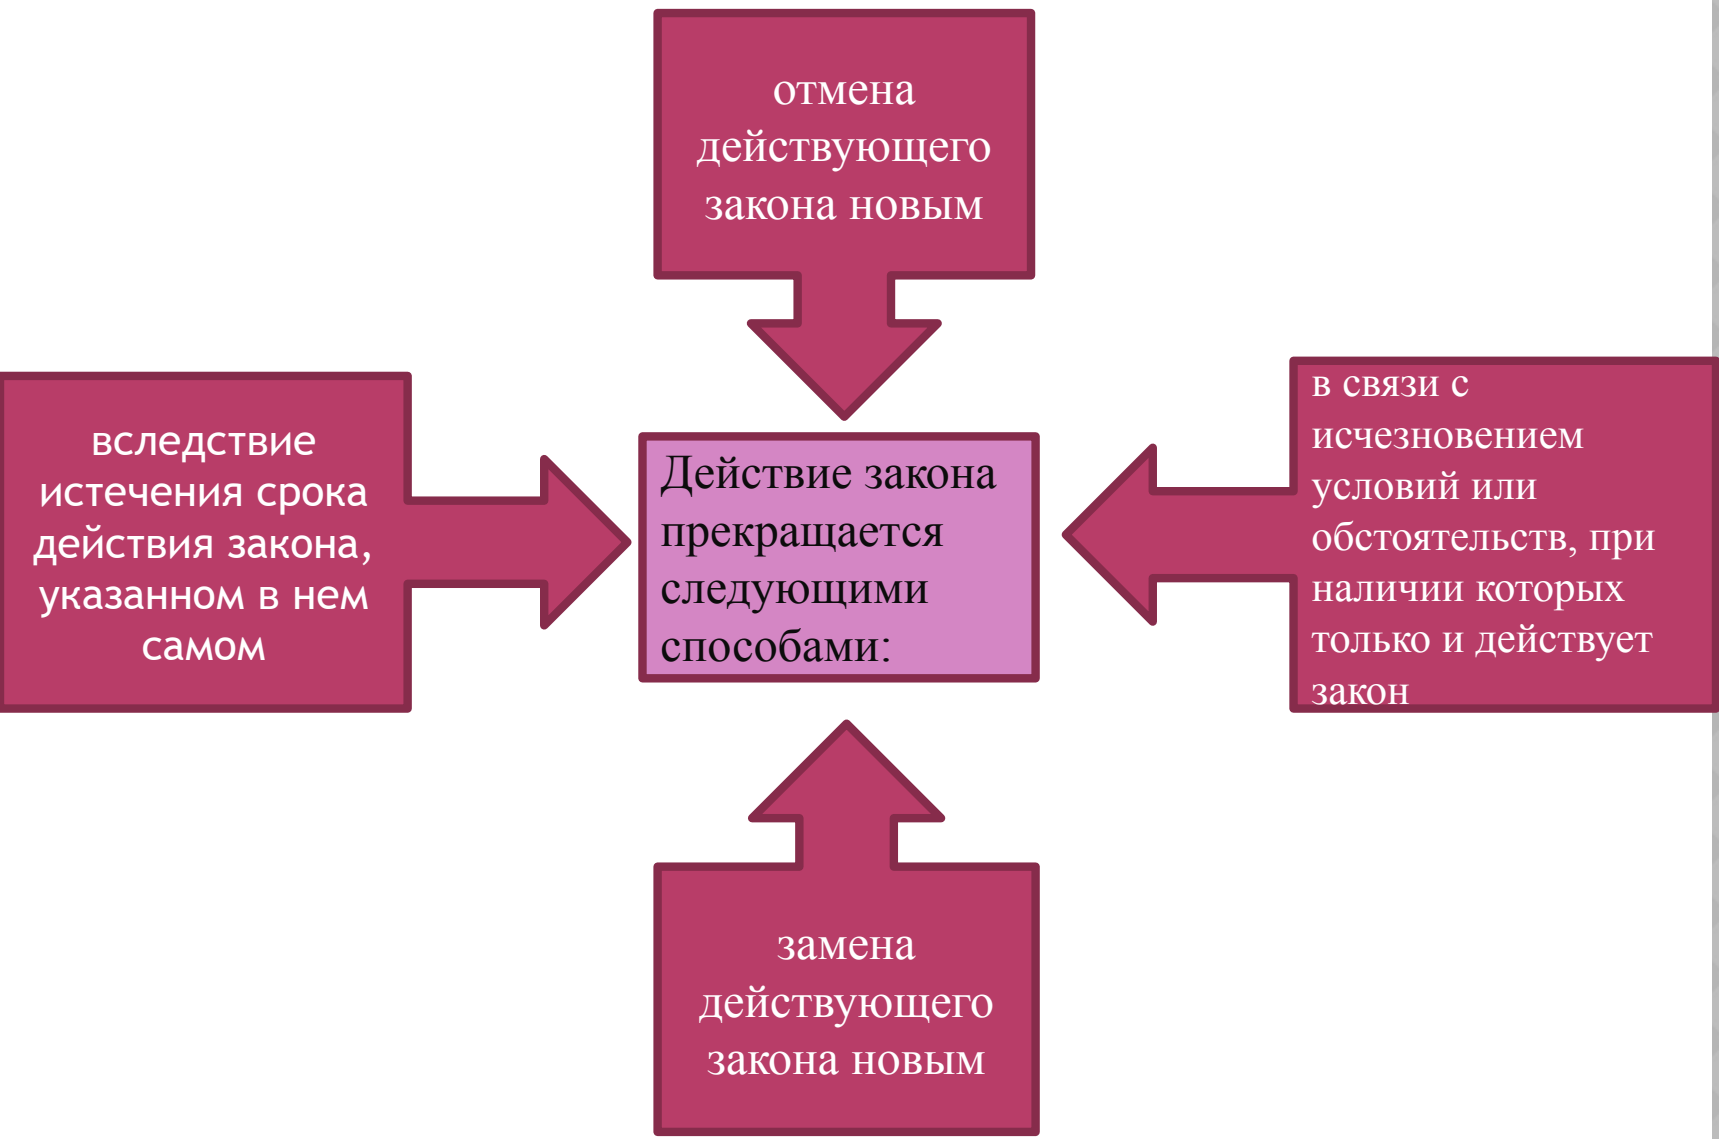 отмена
действующего
закона новым
вследствие
истечения срока
действия закона,
указанном в нем
самом
Действие закона
прекращается
следующими
способами:
в связи с
исчезновением
условий или
обстоятельств, при
наличии которых
только и действует
закон
замена
действующего
закона новым